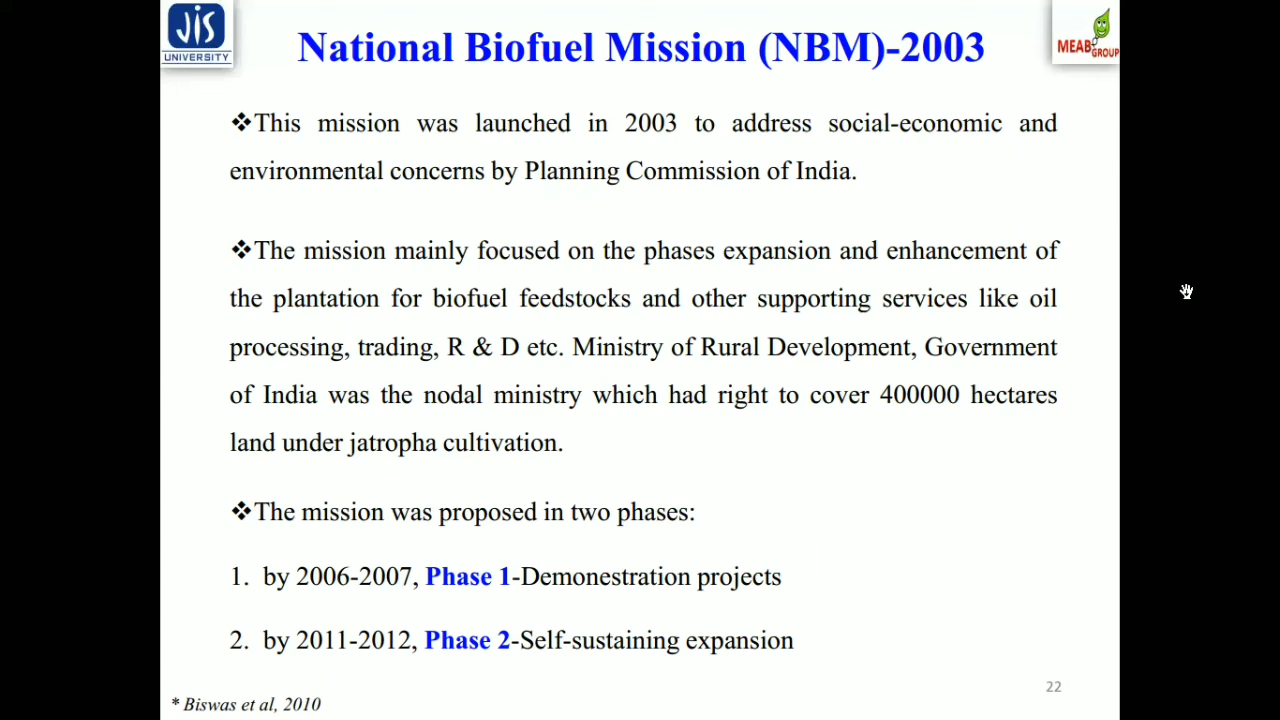 JIS
UNIVERSITY
National Biofuel Mission (NBM)-2003
MEAB
GROUP
❖This mission was launched in 2003 to address social-economic and
environmental concerns by Planning Commission of India.
❖The mission mainly focused on the phases expansion and enhancement of
the plantation for biofuel feedstocks and other supporting services like oil
processing, trading, R & D etc. Ministry of Rural Development, Government
of India was the nodal ministry which had right to cover 400000 hectares
land under jatropha cultivation.
❖The mission was proposed in two phases:
1. by 2006-2007, Phase 1-Demonestration projects
2. by 2011-2012, Phase 2-Self-sustaining expansion
22
* Biswas et al, 2010